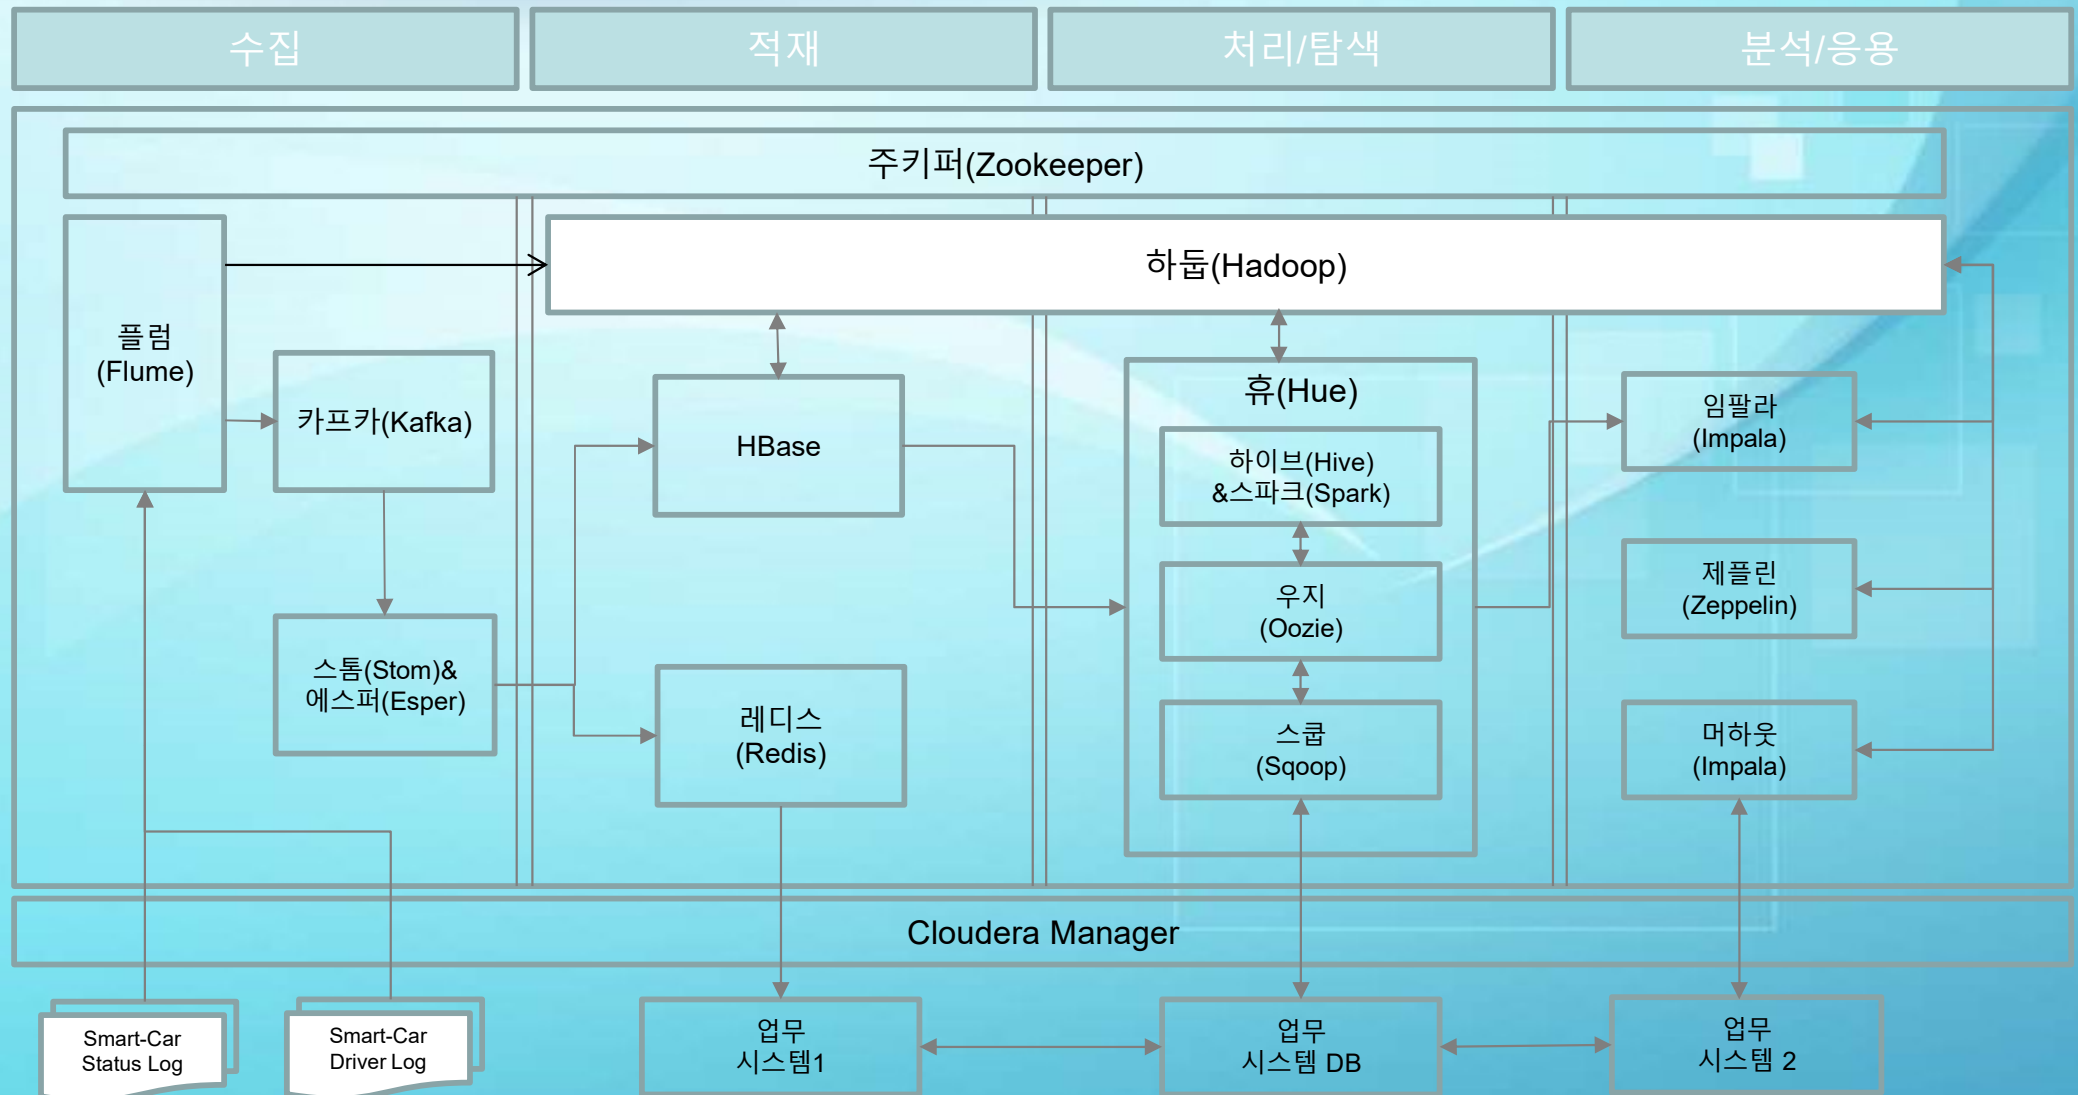 수집
적재
처리/탐색
분석/응용
주키퍼(Zookeeper)
하둡(Hadoop)
플럼
(Flume)
카프카(Kafka)
스톰(Stom)&
에스퍼(Esper)
HBase
레디스
(Redis)
휴(Hue)
하이브(Hive)
&스파크(Spark)
우지
(Oozie)
스쿱
(Sqoop)
임팔라
(Impala)
제플린
(Zeppelin)
머하웃
(Impala)
Cloudera Manager
Smart-Car
Status Log
Smart-Car
Driver Log
업무
시스템1
업무
시스템 DB
업무
시스템 2